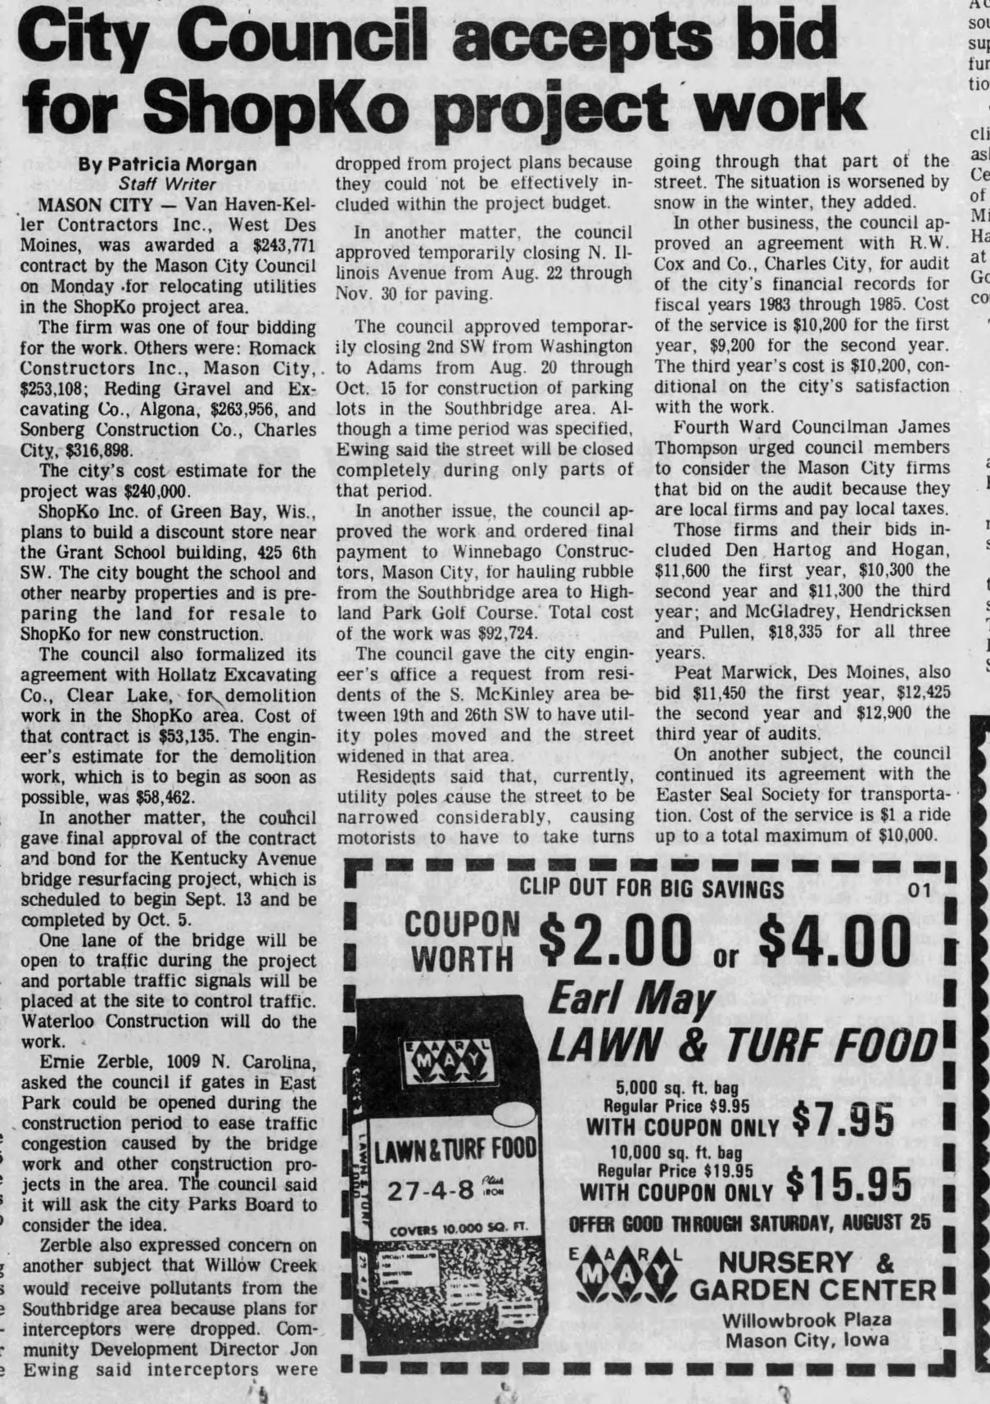 City Council accepts bid
for ShopKo project work
By Patricia Morgan
Staff Writer
MASON CITY — Van Haven-Kel-
ler Contractors Inc., West Des
Moines, was awarded a $243,771
contract by the Mason City Council
on Monday for relocating utilities
in the ShopKo project area.
The firm was one of four bidding
for the work. Others were: Romack
Constructors Inc., Mason City,
$253,108; Reding Gravel and Ex-
cavating Co., Algona, $263,956, and
Sonberg Construction Co., Charles
City, $316,898.
The city's cost estimate for the
project was $240,000.
ShopKo Inc. of Green Bay, Wis.,
plans to build a discount store near
the Grant School building, 425 6th
SW. The city bought the school and
other nearby properties and is pre-
paring the land for resale to
ShopKo for new construction.
The council also formalized its
agreement with Hollatz Excavating
Co., Clear Lake, for demolition
work in the ShopKo area. Cost of
that contract is $53,135. The engin-
eer's estimate for the demolition
work, which is to begin as soon as
possible, was $58,462.
In another matter, the council
gave final approval of the contract
and bond for the Kentucky Avenue
bridge resurfacing project, which is
scheduled to begin Sept. 13 and be
completed by Oct. 5.
One lane of the bridge will be
open to traffic during the project
and portable traffic signals will be
placed at the site to control traffic.
Waterloo Construction will do the
work.
Ernie Zerble, 1009 N. Carolina,
asked the council if gates in East
Park could be opened during the
construction period to ease traffic
congestion caused by the bridge
work and other construction pro-
jects in the area. The council said
it will ask the city Parks Board to
consider the idea.
Zerble also expressed concern on
another subject that Willow Creek
would receive pollutants from the
Southbridge area because plans for
interceptors were dropped. Com-
munity Development Director Jon
Ewing said interceptors were
dropped from project plans because
they could not be effectively in-
cluded within the project budget.
In another matter, the council
approved temporarily closing N. Il-
linois Avenue from Aug. 22 through
Nov. 30 for paving.
The council approved temporar-
ily closing 2nd SW from Washington
to Adams from Aug. 20 through
Oct. 15 for construction of parking
lots in the Southbridge area. Al-
though a time period was specified,
Ewing said the street will be closed
completely during only parts of
that period.
In another issue, the council ap-
proved the work and ordered final
payment to Winnebago Construc-
tors, Mason City, for hauling rubble
from the Southbridge area to High-
land Park Golf Course. Total cost
of the work was $92,724.
The council gave the city engin-
eer's office a request from resi-
dents of the S. McKinley area be-
tween 19th and 26th SW to have util-
ity poles moved and the street
widened in that area.
Residents said that, currently,
utility poles cause the street to be
narrowed considerably, causing
motorists to have to take turns
going through that part of the
street. The situation is worsened by
snow in the winter, they added.
In other business, the council ap-
proved an agreement with R.W.
Cox and Co., Charles City, for audit
of the city's financial records for
fiscal years 1983 through 1985. Cost
of the service is $10,200 for the first
year, $9,200 for the second year.
The third year's cost is $10,200, con-
ditional on the city's satisfaction
with the work.
Fourth Ward Councilman James
Thompson urged council members
to consider the Mason City firms
that bid on the audit because they
are local firms and pay local taxes.
Those firms and their bids in-
cluded Den Hartog and Hogan,
$11,600 the first year, $10,300 the
second year and $11,300 the third
year; and McGladrey, Hendricksen
and Pullen, $18,335 for all three
years.
Peat Marwick, Des Moines, also
bid $11,450 the first year, $12,425
the second year and $12,900 the
third year of audits.
On another subject, the council
continued its agreement with the
Easter Seal Society for transporta-
tion. Cost of the service is $1 a ride
up to a total maximum of $10,000.
CLIP OUT FOR BIG SAVINGS 01
COUPON
WORTH $2.00 or $4.00
Earl May
LAWN & TURF FOOD
5,000 sq. ft. bag
Regular Price $9.95
WITH COUPON ONLY $7.95
10,000 sq. ft. bag
Regular Price $19.95
WITH COUPON ONLY $15.95
OFFER GOOD THROUGH SATURDAY, AUGUST 25
EARL
MAY
NURSERY &
GARDEN CENTER
Willowbrook Plaza
Mason City, Iowa
EARL
MAY
LAWN & TURF FOOD
27-4-8 Plus
IRON
COVERS 10,000 SQ. FT.
LAWN & TURF
FOOD